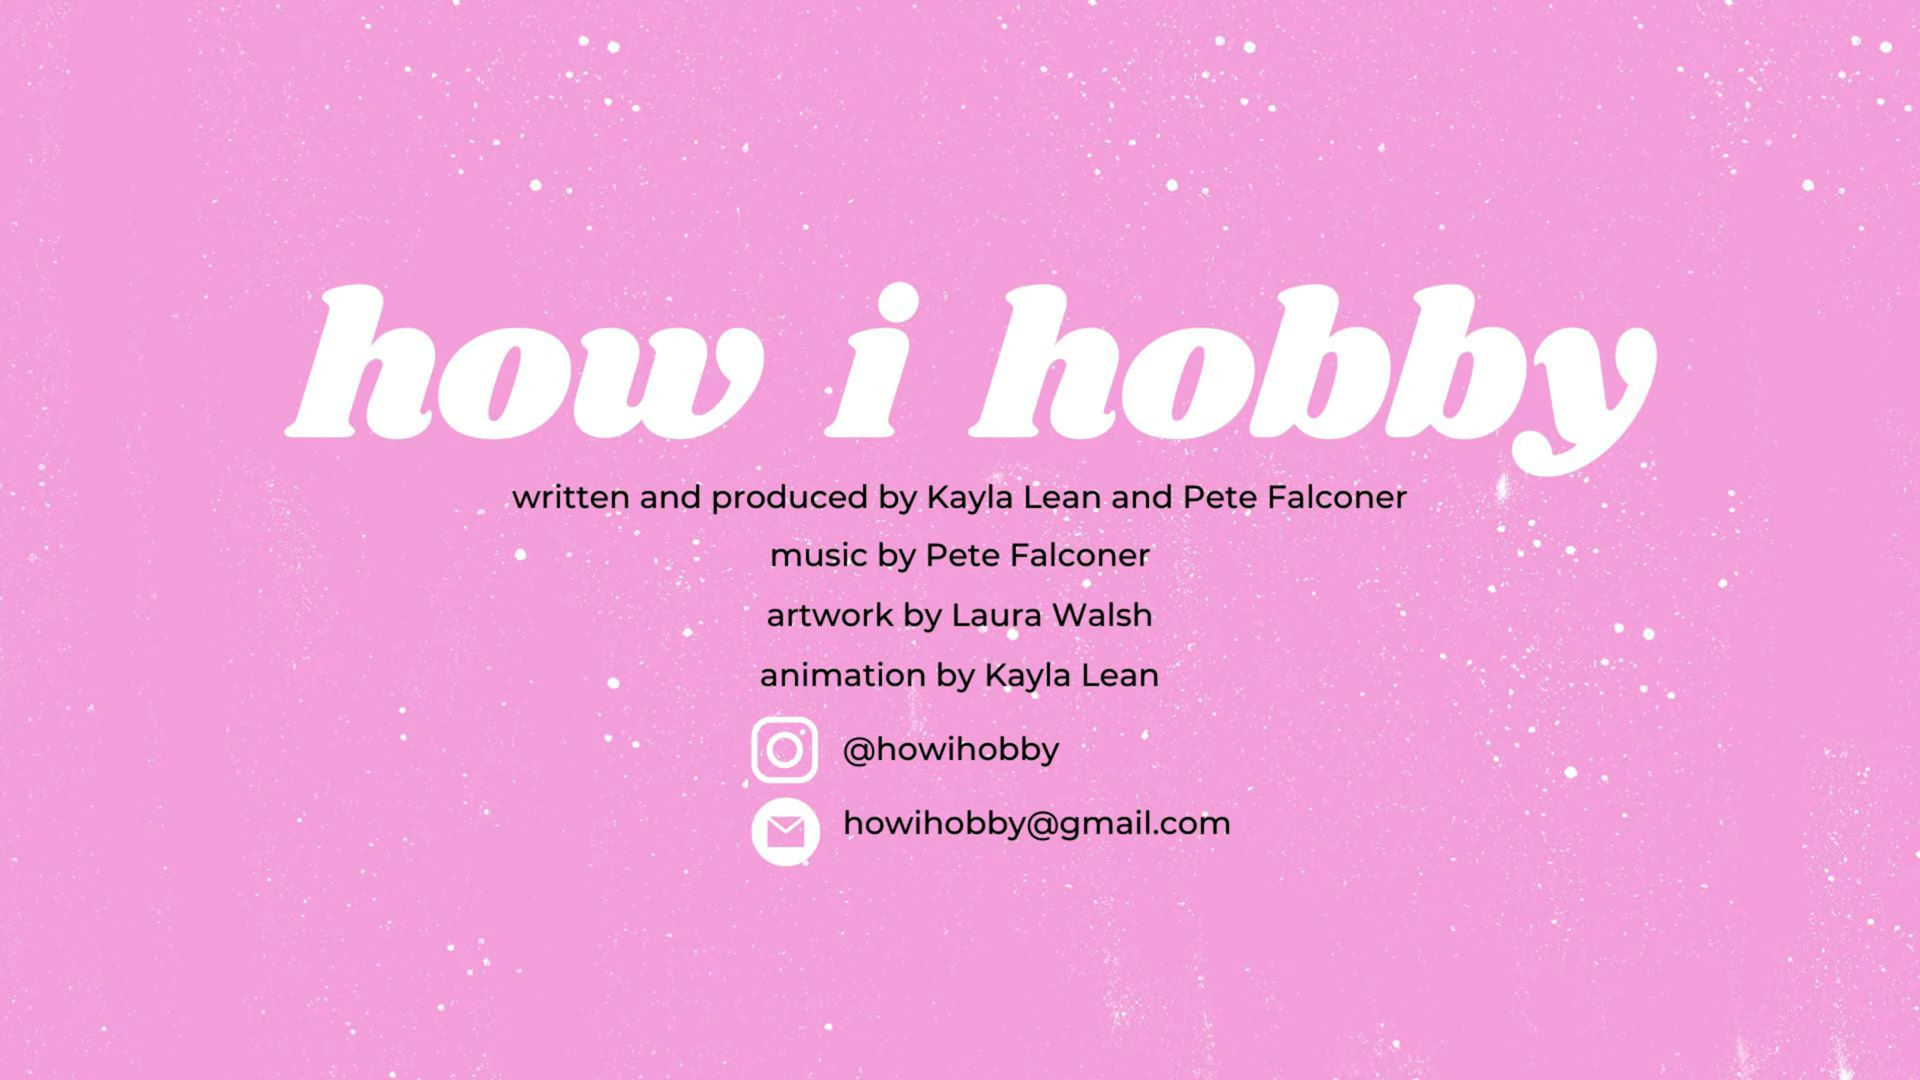 how i hobby
written and produced by Kayla Lean and Pete Falconer
music by Pete Falconer
artwork by Laura Walsh
animation by Kayla Lean
@howihobby
howihobby@gmail.com